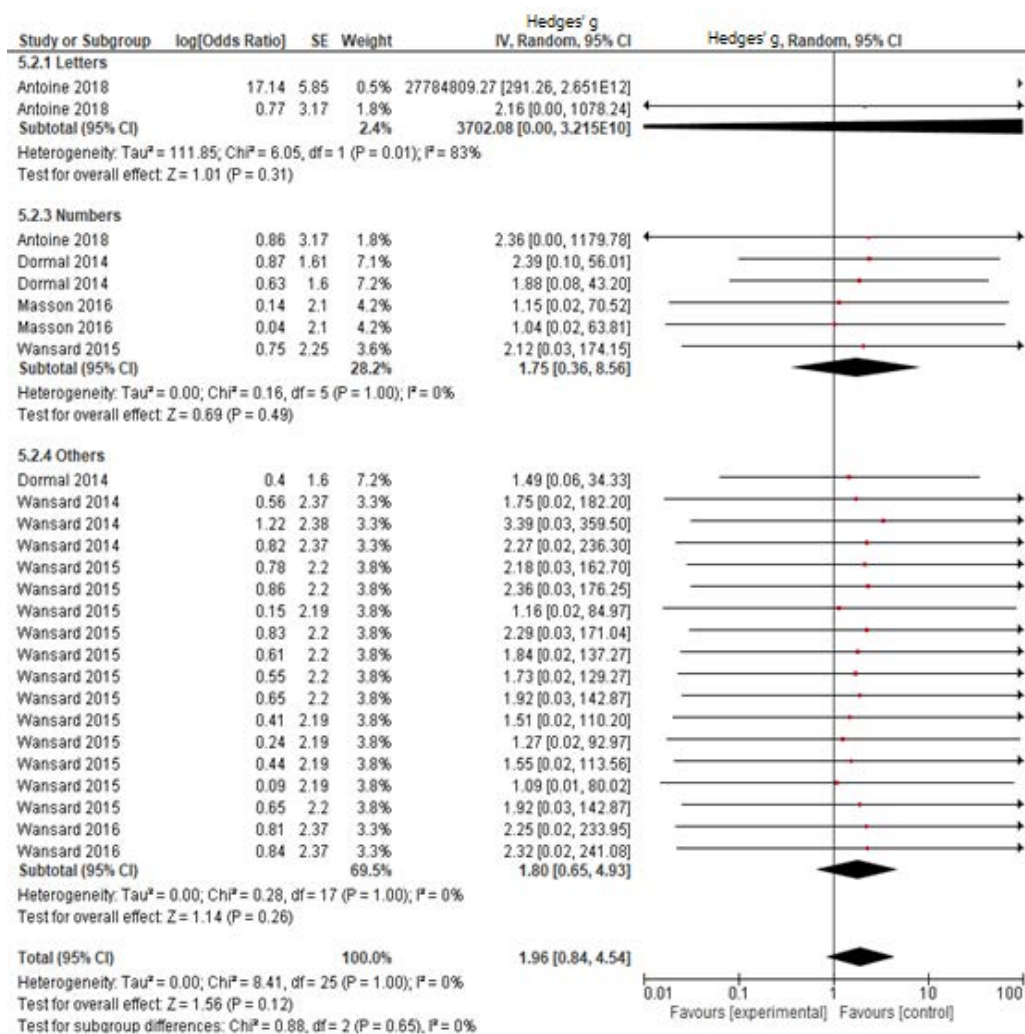 Hedges' g
Study or Subgroup log[Odds Ratio] SE Weight IV, Random, 95% CI Hedges' g, Random, 95% CI
5.2.1 Letters
Antoine 2018 17.14 5.85 0.5% 27784809.27 [291.26, 2.651E12]
Antoine 2018 0.77 3.17 1.8% 2.16 [0.00, 1078.24]
Subtotal (95% CI) 2.4% 3702.08 [0.00, 3.215E10]
Heterogeneity: Tau² = 111.85; Chi² = 6.05, df = 1 (P = 0.01); I² = 83%
Test for overall effect: Z = 1.01 (P = 0.31)
5.2.3 Numbers
Antoine 2018 0.86 3.17 1.8% 2.36 [0.00, 1179.78]
Dormal 2014 0.87 1.61 7.1% 2.39 [0.10, 56.01]
Dormal 2014 0.63 1.6 7.2% 1.88 [0.08, 43.20]
Masson 2016 0.14 2.1 4.2% 1.15 [0.02, 70.52]
Masson 2016 0.04 2.1 4.2% 1.04 [0.02, 63.81]
Wansard 2015 0.75 2.25 3.6% 2.12 [0.03, 174.15]
Subtotal (95% CI) 28.2% 1.75 [0.36, 8.56]
Heterogeneity: Tau² = 0.00; Chi² = 0.16, df = 5 (P = 1.00); I² = 0%
Test for overall effect: Z = 0.69 (P = 0.49)
5.2.4 Others
Dormal 2014 0.4 1.6 7.2% 1.49 [0.06, 34.33]
Wansard 2014 0.56 2.37 3.3% 1.75 [0.02, 182.20]
Wansard 2014 1.22 2.38 3.3% 3.39 [0.03, 359.50]
Wansard 2014 0.82 2.37 3.3% 2.27 [0.02, 236.30]
Wansard 2015 0.78 2.2 3.8% 2.18 [0.03, 162.70]
Wansard 2015 0.86 2.2 3.8% 2.36 [0.03, 176.25]
Wansard 2015 0.15 2.19 3.8% 1.16 [0.02, 84.97]
Wansard 2015 0.83 2.2 3.8% 2.29 [0.03, 171.04]
Wansard 2015 0.61 2.2 3.8% 1.84 [0.02, 137.27]
Wansard 2015 0.55 2.2 3.8% 1.73 [0.02, 129.27]
Wansard 2015 0.65 2.2 3.8% 1.92 [0.03, 142.87]
Wansard 2015 0.41 2.19 3.8% 1.51 [0.02, 110.20]
Wansard 2015 0.24 2.19 3.8% 1.27 [0.02, 92.97]
Wansard 2015 0.44 2.19 3.8% 1.55 [0.02, 113.56]
Wansard 2015 0.09 2.19 3.8% 1.09 [0.01, 80.02]
Wansard 2015 0.65 2.2 3.8% 1.92 [0.03, 142.87]
Wansard 2016 0.81 2.37 3.3% 2.25 [0.02, 233.95]
Wansard 2016 0.84 2.37 3.3% 2.32 [0.02, 241.08]
Subtotal (95% CI) 69.5% 1.80 [0.65, 4.93]
Heterogeneity: Tau² = 0.00; Chi² = 0.28, df = 17 (P = 1.00); I² = 0%
Test for overall effect: Z = 1.14 (P = 0.26)
Total (95% CI) 100.0% 1.96 [0.84, 4.54]
Heterogeneity: Tau² = 0.00; Chi² = 8.41, df = 25 (P = 1.00); I² = 0%
Test for overall effect: Z = 1.56 (P = 0.12)
Test for subgroup differences: Chi² = 0.88, df = 2 (P = 0.65), I² = 0%
0.01 0.1 1 10 100
Favours [experimental] Favours [control]